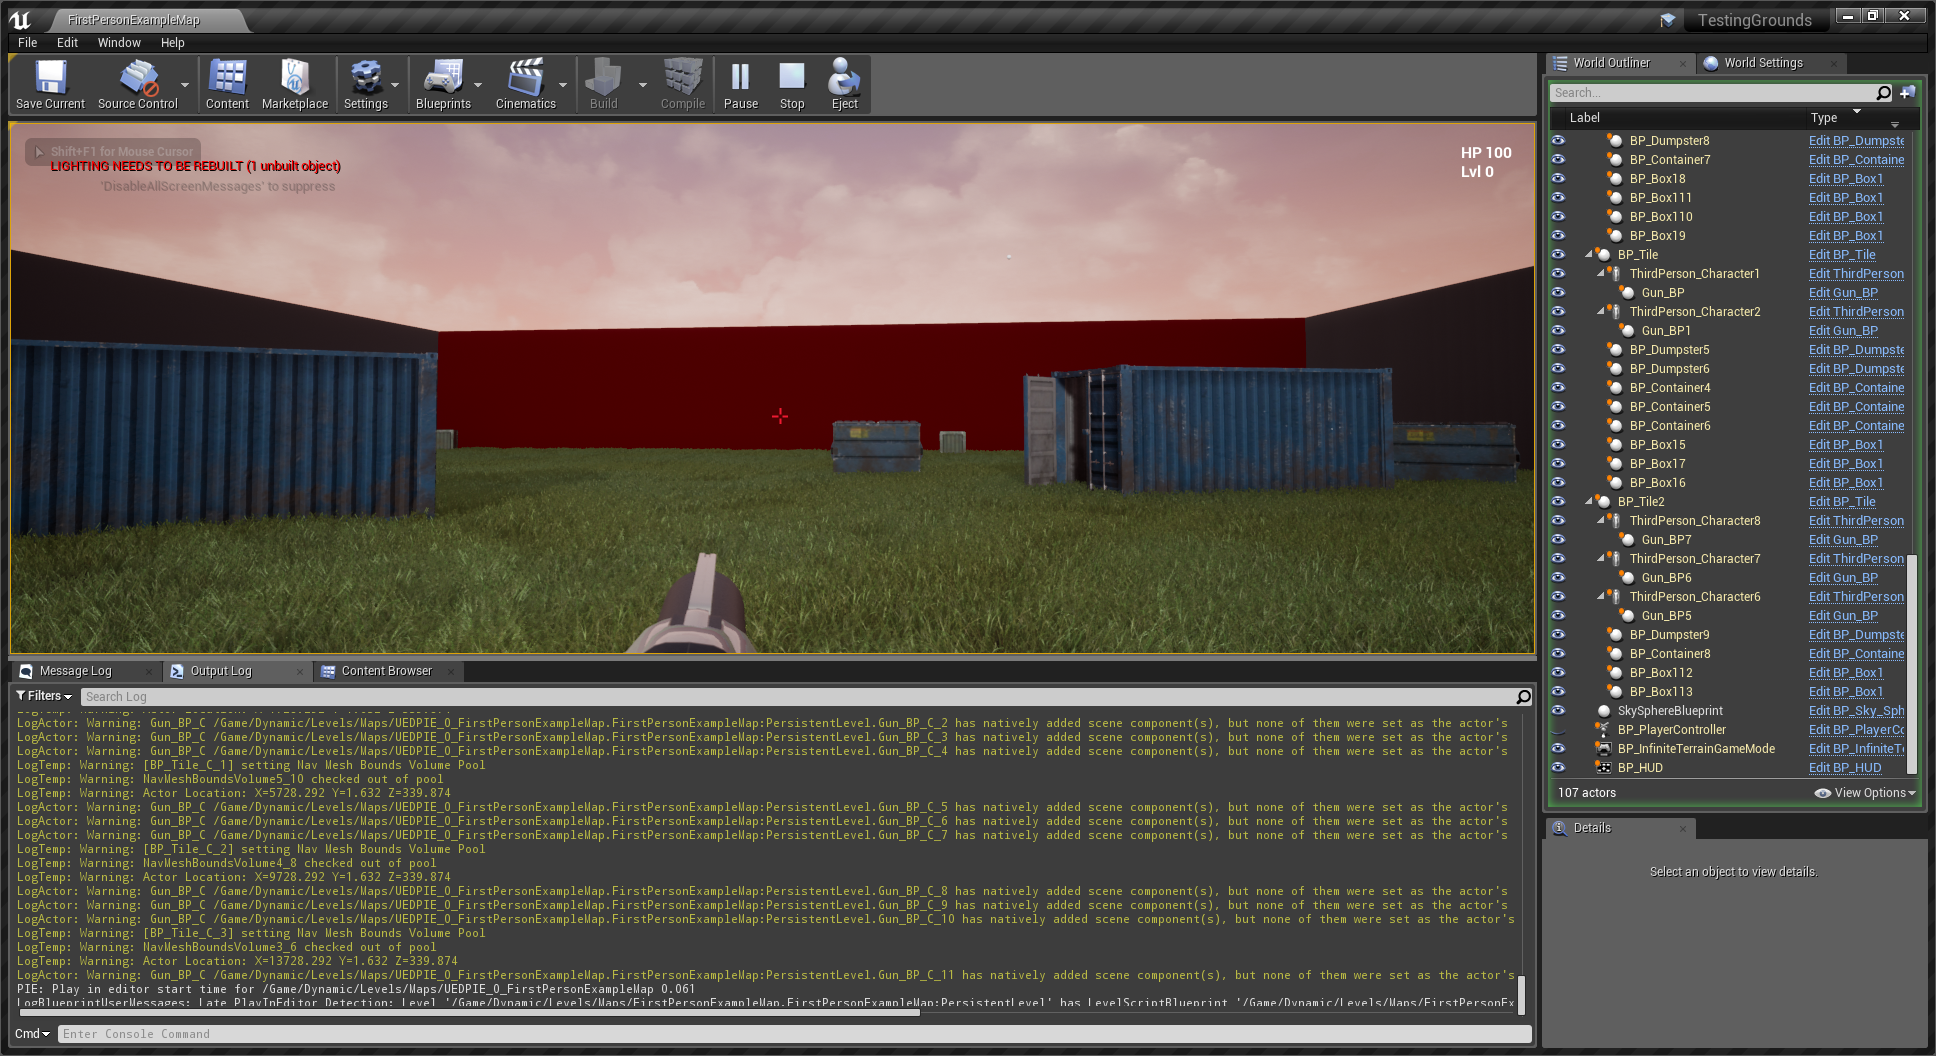 FirstPersonExampleMap
TestingGrounds
File Edit Window Help
Save Current Source Control Content Marketplace Settings Blueprints Cinematics Build Compile Pause Stop Eject
Shift+F1 for Mouse Cursor
LIGHTING NEEDS TO BE REBUILT (1 unbuilt object)
'DisableAllScreenMessages' to suppress
HP 100
Lvl 0
Message Log Output Log Content Browser
Filters Search Log
LogActor: Warning: Gun_BP_C /Game/Dynamic/Levels/Maps/UEDPIE_0_FirstPersonExampleMap.FirstPersonExampleMap:PersistentLevel.Gun_BP_C_2 has natively added scene component(s), but none of them were set as the actor's
LogActor: Warning: Gun_BP_C /Game/Dynamic/Levels/Maps/UEDPIE_0_FirstPersonExampleMap.FirstPersonExampleMap:PersistentLevel.Gun_BP_C_3 has natively added scene component(s), but none of them were set as the actor's
LogActor: Warning: Gun_BP_C /Game/Dynamic/Levels/Maps/UEDPIE_0_FirstPersonExampleMap.FirstPersonExampleMap:PersistentLevel.Gun_BP_C_4 has natively added scene component(s), but none of them were set as the actor's
LogTemp: Warning: [BP_Tile_C_1] setting Nav Mesh Bounds Volume Pool
LogTemp: Warning: NavMeshBoundsVolume5_10 checked out of pool
LogTemp: Warning: Actor Location: X=5728.292 Y=1.632 Z=339.874
LogActor: Warning: Gun_BP_C /Game/Dynamic/Levels/Maps/UEDPIE_0_FirstPersonExampleMap.FirstPersonExampleMap:PersistentLevel.Gun_BP_C_5 has natively added scene component(s), but none of them were set as the actor's
LogActor: Warning: Gun_BP_C /Game/Dynamic/Levels/Maps/UEDPIE_0_FirstPersonExampleMap.FirstPersonExampleMap:PersistentLevel.Gun_BP_C_6 has natively added scene component(s), but none of them were set as the actor's
LogActor: Warning: Gun_BP_C /Game/Dynamic/Levels/Maps/UEDPIE_0_FirstPersonExampleMap.FirstPersonExampleMap:PersistentLevel.Gun_BP_C_7 has natively added scene component(s), but none of them were set as the actor's
LogTemp: Warning: [BP_Tile_C_2] setting Nav Mesh Bounds Volume Pool
LogTemp: Warning: NavMeshBoundsVolume4_8 checked out of pool
LogTemp: Warning: Actor Location: X=9728.292 Y=1.632 Z=339.874
LogActor: Warning: Gun_BP_C /Game/Dynamic/Levels/Maps/UEDPIE_0_FirstPersonExampleMap.FirstPersonExampleMap:PersistentLevel.Gun_BP_C_8 has natively added scene component(s), but none of them were set as the actor's
LogActor: Warning: Gun_BP_C /Game/Dynamic/Levels/Maps/UEDPIE_0_FirstPersonExampleMap.FirstPersonExampleMap:PersistentLevel.Gun_BP_C_9 has natively added scene component(s), but none of them were set as the actor's
LogActor: Warning: Gun_BP_C /Game/Dynamic/Levels/Maps/UEDPIE_0_FirstPersonExampleMap.FirstPersonExampleMap:PersistentLevel.Gun_BP_C_10 has natively added scene component(s), but none of them were set as the actor's
LogTemp: Warning: [BP_Tile_C_3] setting Nav Mesh Bounds Volume Pool
LogTemp: Warning: NavMeshBoundsVolume3_6 checked out of pool
LogTemp: Warning: Actor Location: X=13728.292 Y=1.632 Z=339.874
LogActor: Warning: Gun_BP_C /Game/Dynamic/Levels/Maps/UEDPIE_0_FirstPersonExampleMap.FirstPersonExampleMap:PersistentLevel.Gun_BP_C_11 has natively added scene component(s), but none of them were set as the actor's
PIE: Play in editor start time for /Game/Dynamic/Levels/Maps/UEDPIE_0_FirstPersonExampleMap 0.061
LogBlueprintUserMessages: Late PlayInEditor Detection: Level '/Game/Dynamic/Levels/Maps/FirstPersonExampleMap.FirstPersonExampleMap:PersistentLevel' has LevelScriptBlueprint '/Game/Dynamic/Levels/Maps/FirstPersonEx
Cmd Enter Console Command
World Outliner World Settings
Search...
Label Type
BP_Dumpster8 Edit BP_Dumpste
BP_Container7 Edit BP_Containe
BP_Box18 Edit BP_Box1
BP_Box111 Edit BP_Box1
BP_Box110 Edit BP_Box1
BP_Box19 Edit BP_Box1
BP_Tile Edit BP_Tile
ThirdPerson_Character1 Edit ThirdPerson
Gun_BP Edit Gun_BP
ThirdPerson_Character2 Edit ThirdPerson
Gun_BP1 Edit Gun_BP
BP_Dumpster5 Edit BP_Dumpste
BP_Dumpster6 Edit BP_Dumpste
BP_Container4 Edit BP_Containe
BP_Container5 Edit BP_Containe
BP_Container6 Edit BP_Containe
BP_Box15 Edit BP_Box1
BP_Box17 Edit BP_Box1
BP_Box16 Edit BP_Box1
BP_Tile2 Edit BP_Tile
ThirdPerson_Character8 Edit ThirdPerson
Gun_BP7 Edit Gun_BP
ThirdPerson_Character7 Edit ThirdPerson
Gun_BP6 Edit Gun_BP
ThirdPerson_Character6 Edit ThirdPerson
Gun_BP5 Edit Gun_BP
BP_Dumpster9 Edit BP_Dumpste
BP_Container8 Edit BP_Containe
BP_Box112 Edit BP_Box1
BP_Box113 Edit BP_Box1
SkySphereBlueprint Edit BP_Sky_Sph
BP_PlayerController Edit BP_PlayerCo
BP_InfiniteTerrainGameMode Edit BP_InfiniteT
BP_HUD Edit BP_HUD
107 actors View Options
Details
Select an object to view details.